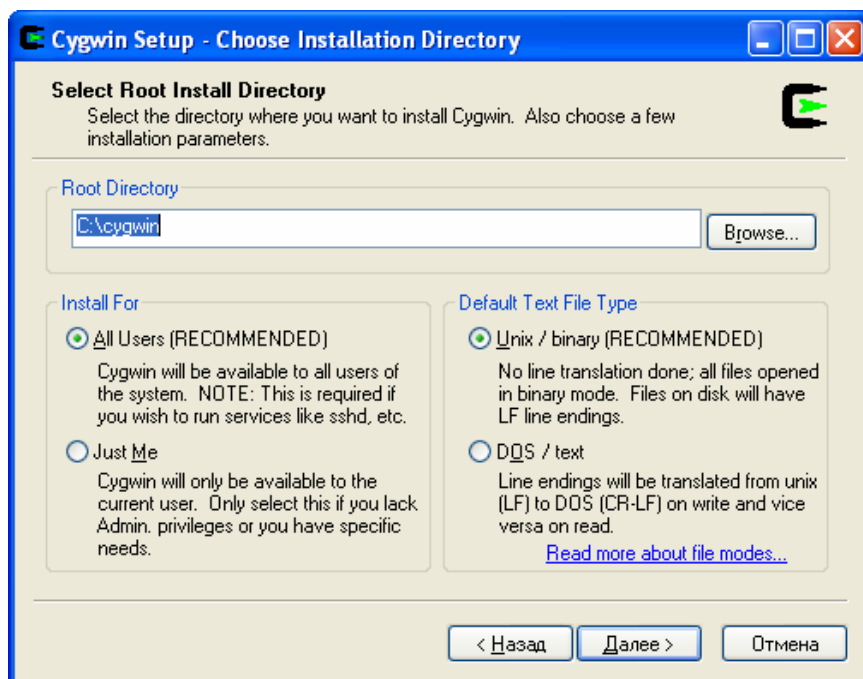 Cygwin Setup - Choose Installation Directory
Select Root Install Directory
Select the directory where you want to install Cygwin. Also choose a few
installation parameters.
Root Directory
C:\cygwin
Browse...
Install For
All Users (RECOMMENDED)
Cygwin will be available to all users of
the system. NOTE: This is required if
you wish to run services like sshd, etc.
Just Me
Cygwin will only be available to the
current user. Only select this if you lack
Admin. privileges or you have specific
needs.
Default Text File Type
Unix / binary (RECOMMENDED)
No line translation done; all files opened
in binary mode. Files on disk will have
LF line endings.
DOS / text
Line endings will be translated from unix
(LF) to DOS (CR-LF) on write and vice
versa on read.
Read more about file modes...
< Назад
Далее >
Отмена